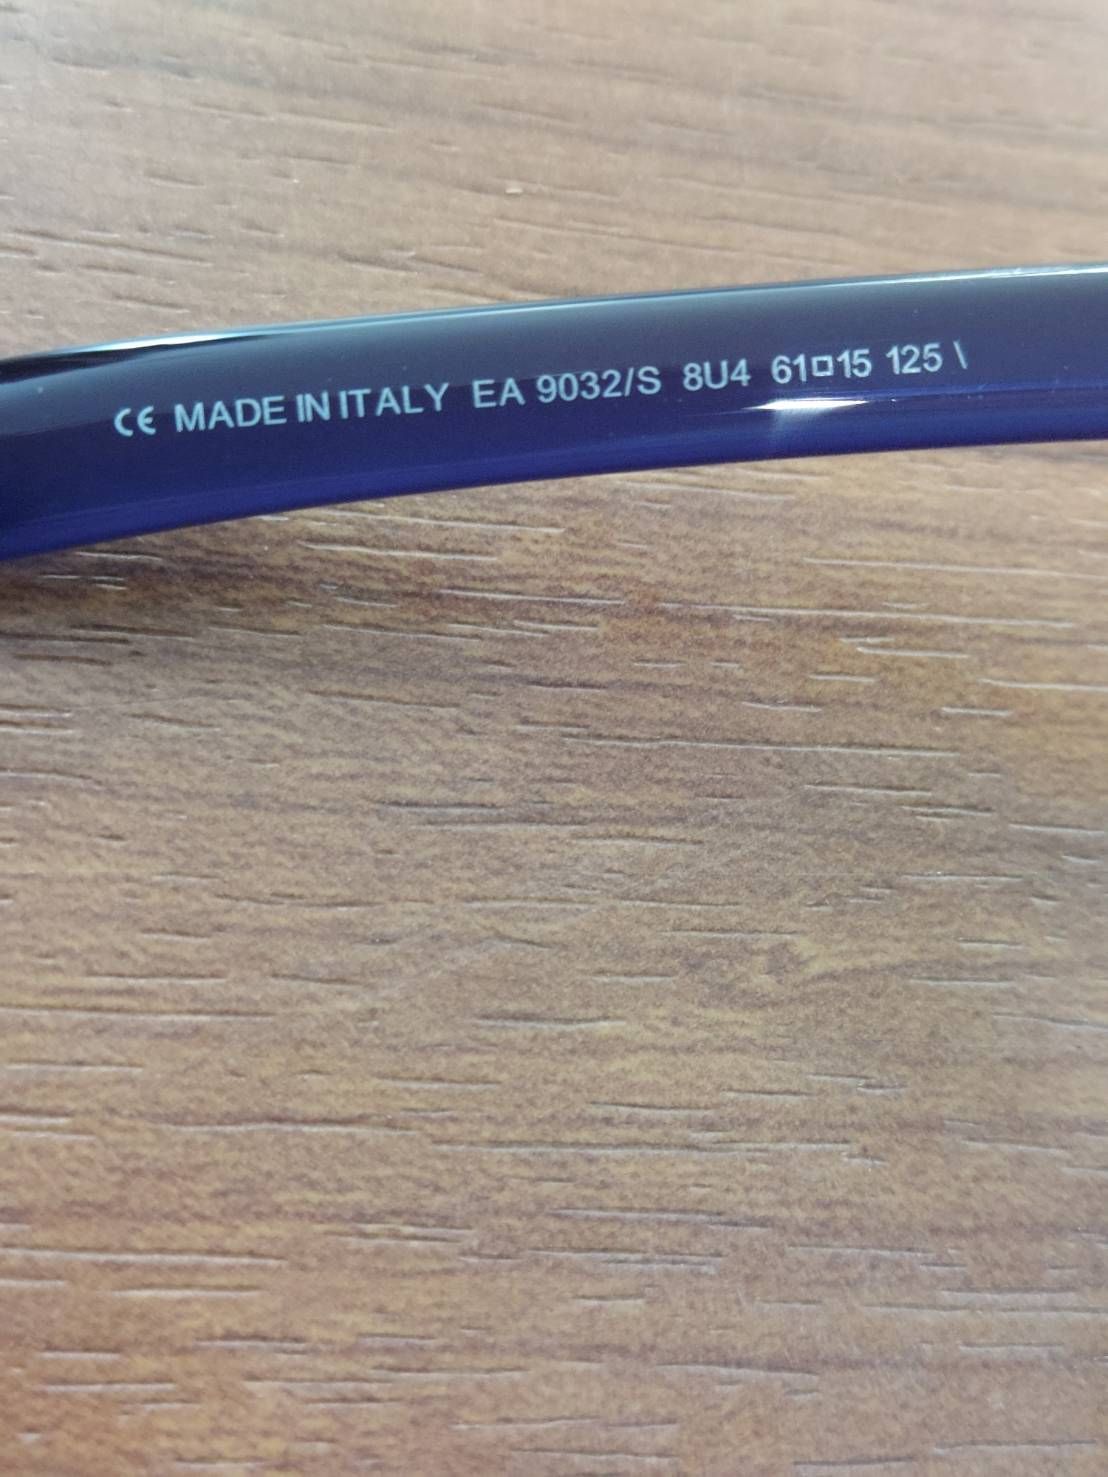 CE MADE IN ITALY EA 9032/S 8U4 61□15 125 \